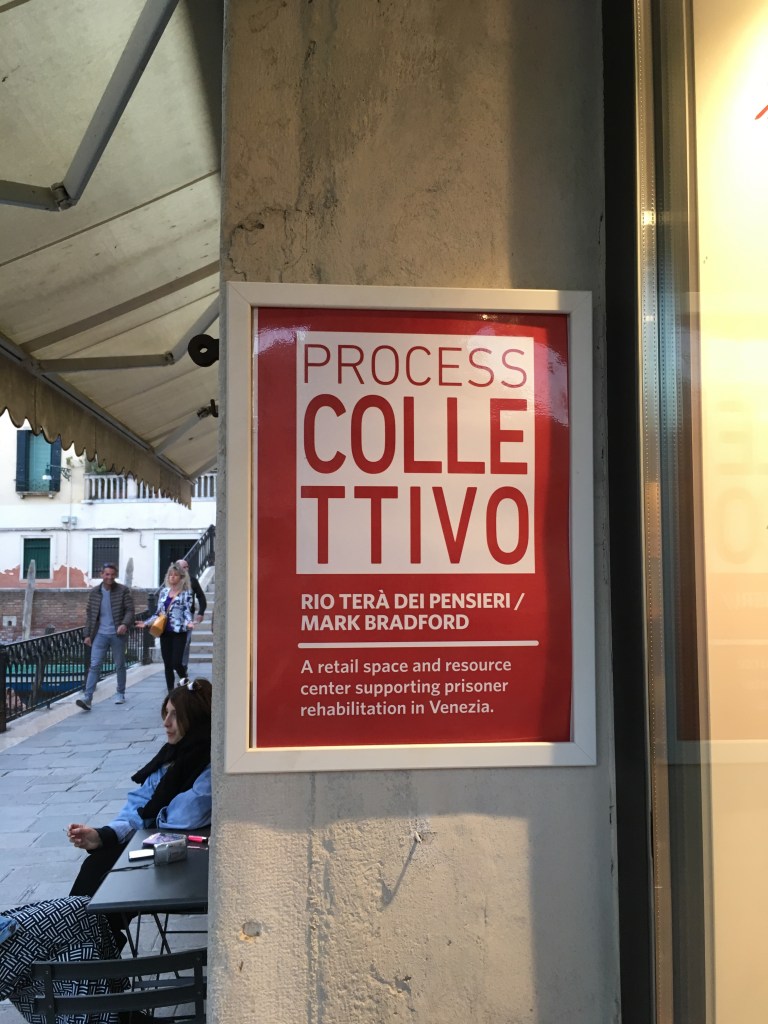 PROCESS
COLLE
TTIVO
RIO TERÀ DEI PENSIERI /
MARK BRADFORD
A retail space and resource
center supporting prisoner
rehabilitation in Venezia.